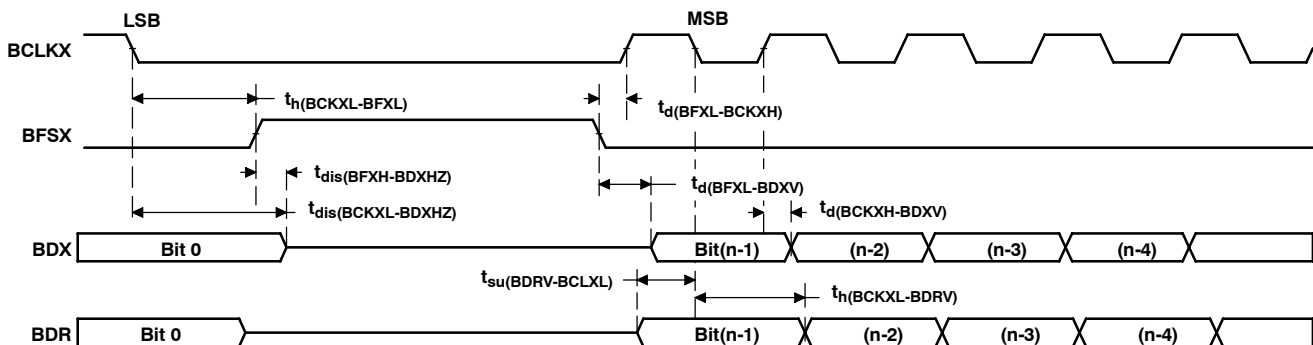 LSB MSB
BCLKX
th(BCKXL-BFXL) td(BFXL-BCKXH)
BFSX
tdis(BFXH-BDXHZ) td(BFXL-BDXV)
tdis(BCKXL-BDXHZ) td(BCKXH-BDXV)
BDX Bit 0 Bit(n-1) (n-2) (n-3) (n-4)
tsu(BDRV-BCLXL) th(BCKXL-BDRV)
BDR Bit 0 Bit(n-1) (n-2) (n-3) (n-4)